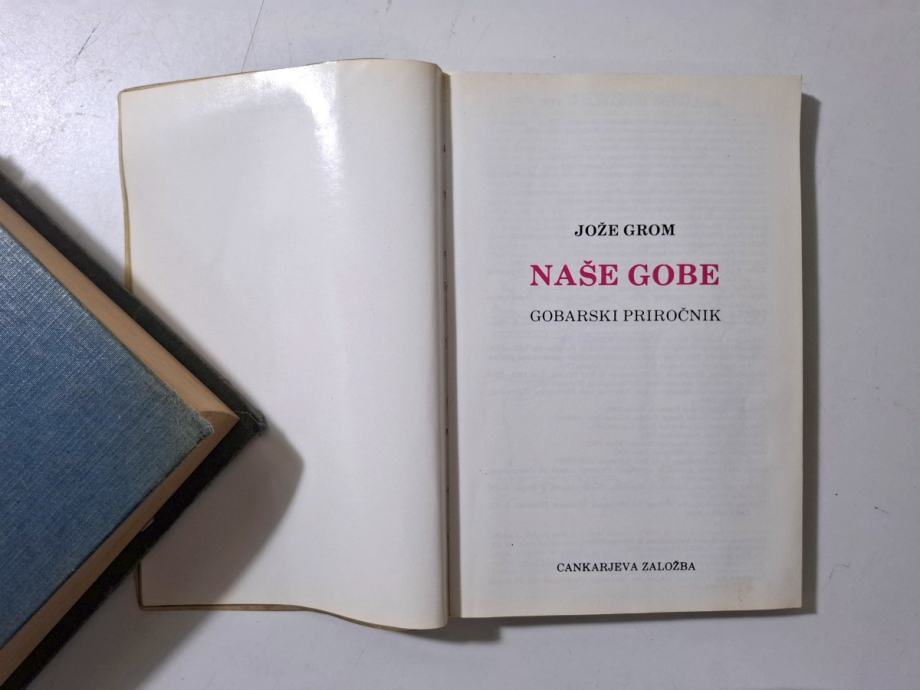 JOŽE GROM
NAŠE GOBE
GOBARSKI PRIROČNIK
CANKARJEVA ZALOŽBA